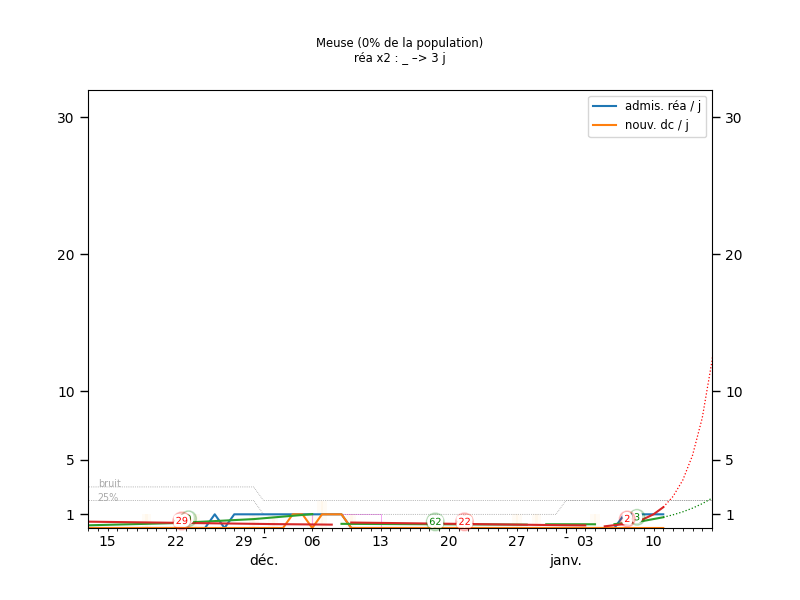 Meuse (0% de la population)
réa x2 : _ –> 3 j
admis. réa / j
nouv. dc / j
30 30
20 20
10 10
5 5
1 1
bruit
25%
29 62 22 2 3
15 22 29 - 06 13 20 27 - 03 10
déc. janv.